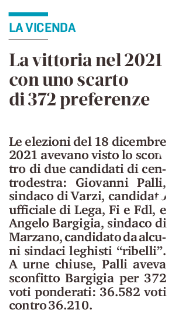 LA VICENDA
La vittoria nel 2021
con uno scarto
di 372 preferenze
Le elezioni del 18 dicembre
2021 avevano visto lo scon-
tro di due candidati di cen-
trodestra: Giovanni Palli,
sindaco di Varzi, candidato
ufficiale di Lega, Fi e Fdl, e
Angelo Bargigia, sindaco di
Marzano, candidato da alcu-
ni sindaci leghisti “ribelli”.
A urne chiuse, Palli aveva
sconfitto Bargigia per 372
voti ponderati: 36.582 voti
contro 36.210.